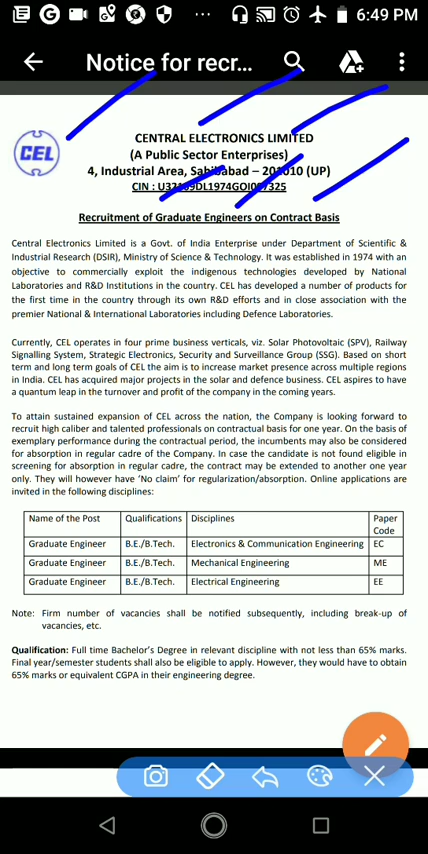 6:49 PM
Notice for recr...
CEL
CENTRAL ELECTRONICS LIMITED
(A Public Sector Enterprises)
4, Industrial Area, Sahibabad – 201010 (UP)
CIN :
Recruitment of Graduate Engineers on Contract Basis
Central Electronics Limited is a Govt. of India Enterprise under Department of Scientific &
Industrial Research (DSIR), Ministry of Science & Technology. It was established in 1974 with an
objective to commercially exploit the indigenous technologies developed by National
Laboratories and R&D Institutions in the country. CEL has developed a number of products for
the first time in the country through its own R&D efforts and in close association with the
premier National & International Laboratories including Defence Laboratories.
Currently, CEL operates in four prime business verticals, viz. Solar Photovoltaic (SPV), Railway
Signalling System, Strategic Electronics, Security and Surveillance Group (SSG). Based on short
term and long term goals of CEL the aim is to increase market presence across multiple regions
in India. CEL has acquired major projects in the solar and defence business. CEL aspires to have
a quantum leap in the turnover and profit of the company in the coming years.
To attain sustained expansion of CEL across the nation, the Company is looking forward to
recruit high caliber and talented professionals on contractual basis for one year. On the basis of
exemplary performance during the contractual period, the incumbents may also be considered
for absorption in regular cadre of the Company. In case the candidate is not found eligible in
screening for absorption in regular cadre, the contract may be extended to another one year
only. They will however have ‘No claim’ for regularization/absorption. Online applications are
invited in the following disciplines:
Name of the Post Qualifications Disciplines Paper
Code
Graduate Engineer B.E./B.Tech. Electronics & Communication Engineering EC
Graduate Engineer B.E./B.Tech. Mechanical Engineering ME
Graduate Engineer B.E./B.Tech. Electrical Engineering EE
Note: Firm number of vacancies shall be notified subsequently, including break-up of
vacancies, etc.
Qualification: Full time Bachelor's Degree in relevant discipline with not less than 65% marks.
Final year/semester students shall also be eligible to apply. However, they would have to obtain
65% marks or equivalent CGPA in their engineering degree.